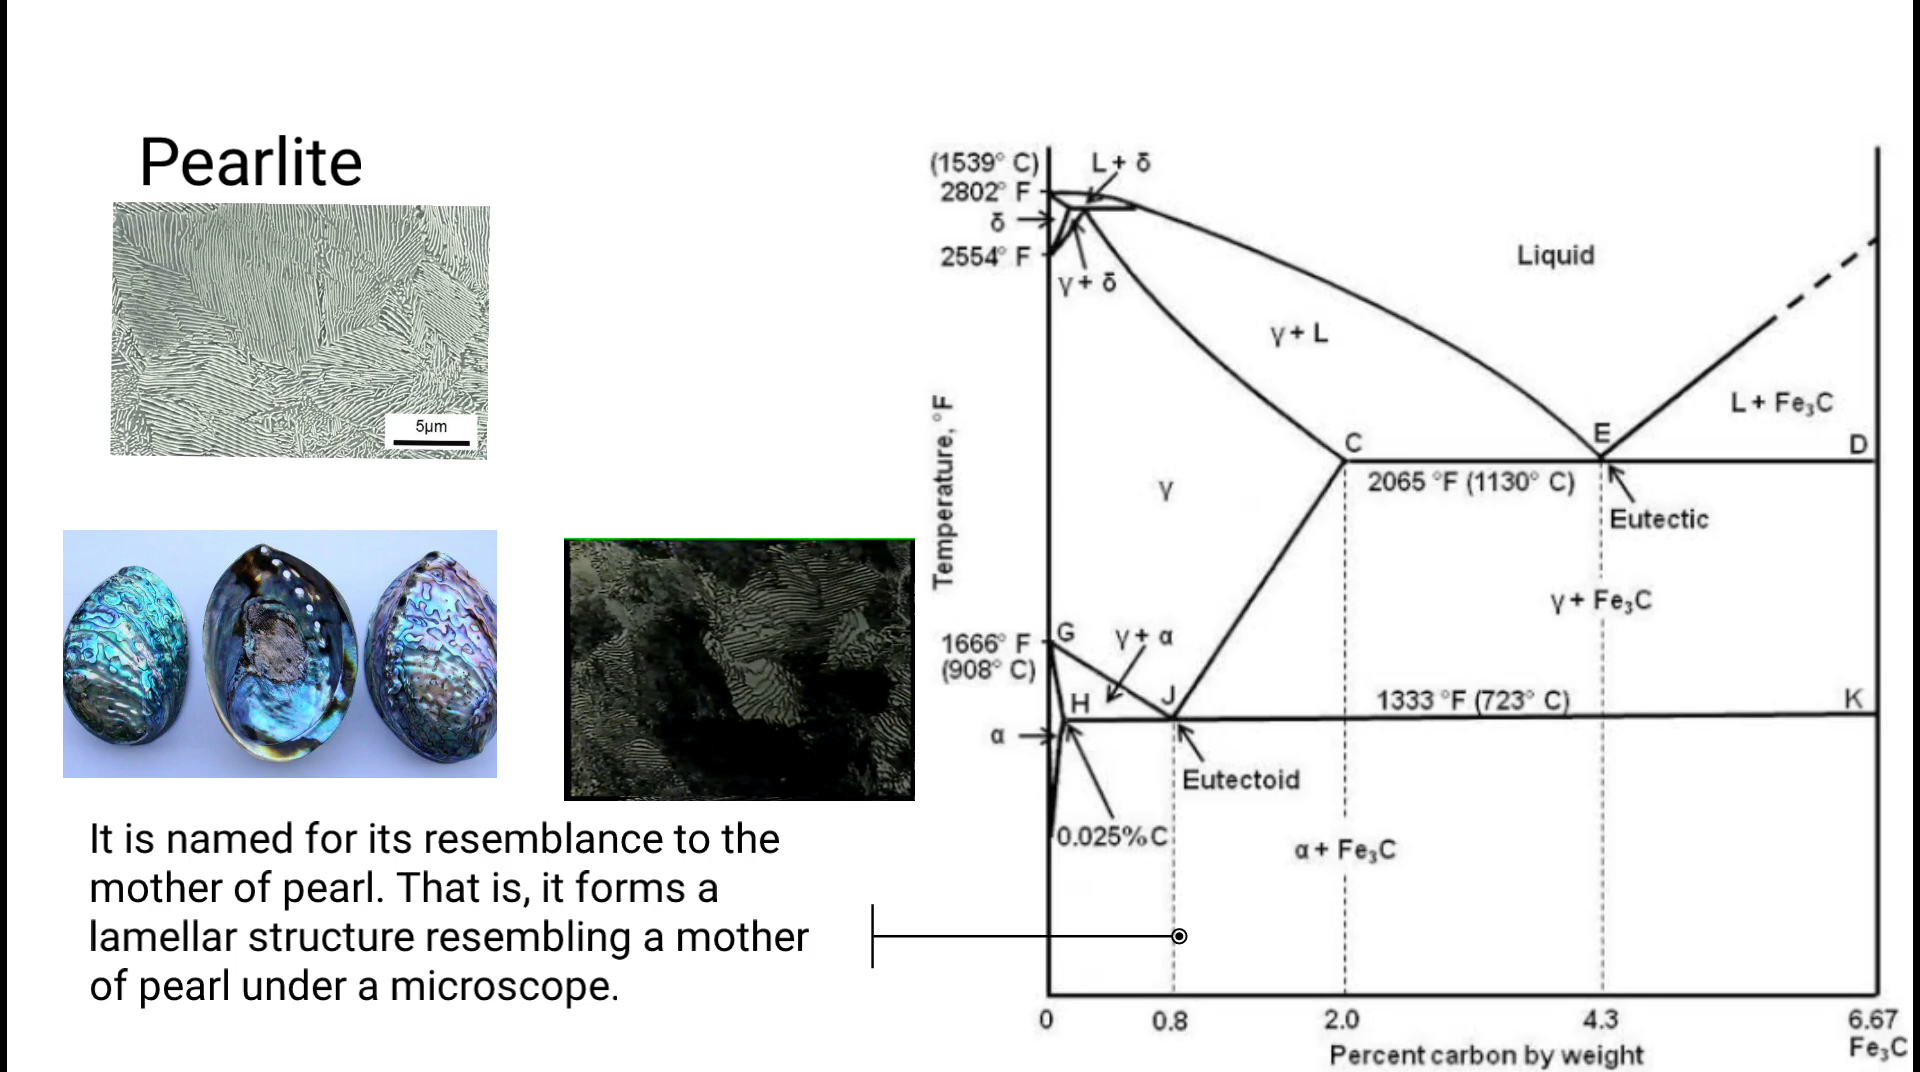 Pearlite
5µm
It is named for its resemblance to the
mother of pearl. That is, it forms a
lamellar structure resembling a mother
of pearl under a microscope.
(1539° C)
2802° F
L + δ
δ
2554° F
γ + δ
Liquid
γ + L
L + Fe₃C
Temperature, °F
C
E
D
2065 °F (1130° C)
Eutectic
γ
γ + Fe₃C
1666° F
(908° C)
G
γ + α
H
J
1333 °F (723° C)
K
α
Eutectoid
0.025% C
α + Fe₃C
0
0.8
2.0
4.3
6.67
Percent carbon by weight
Fe₃C